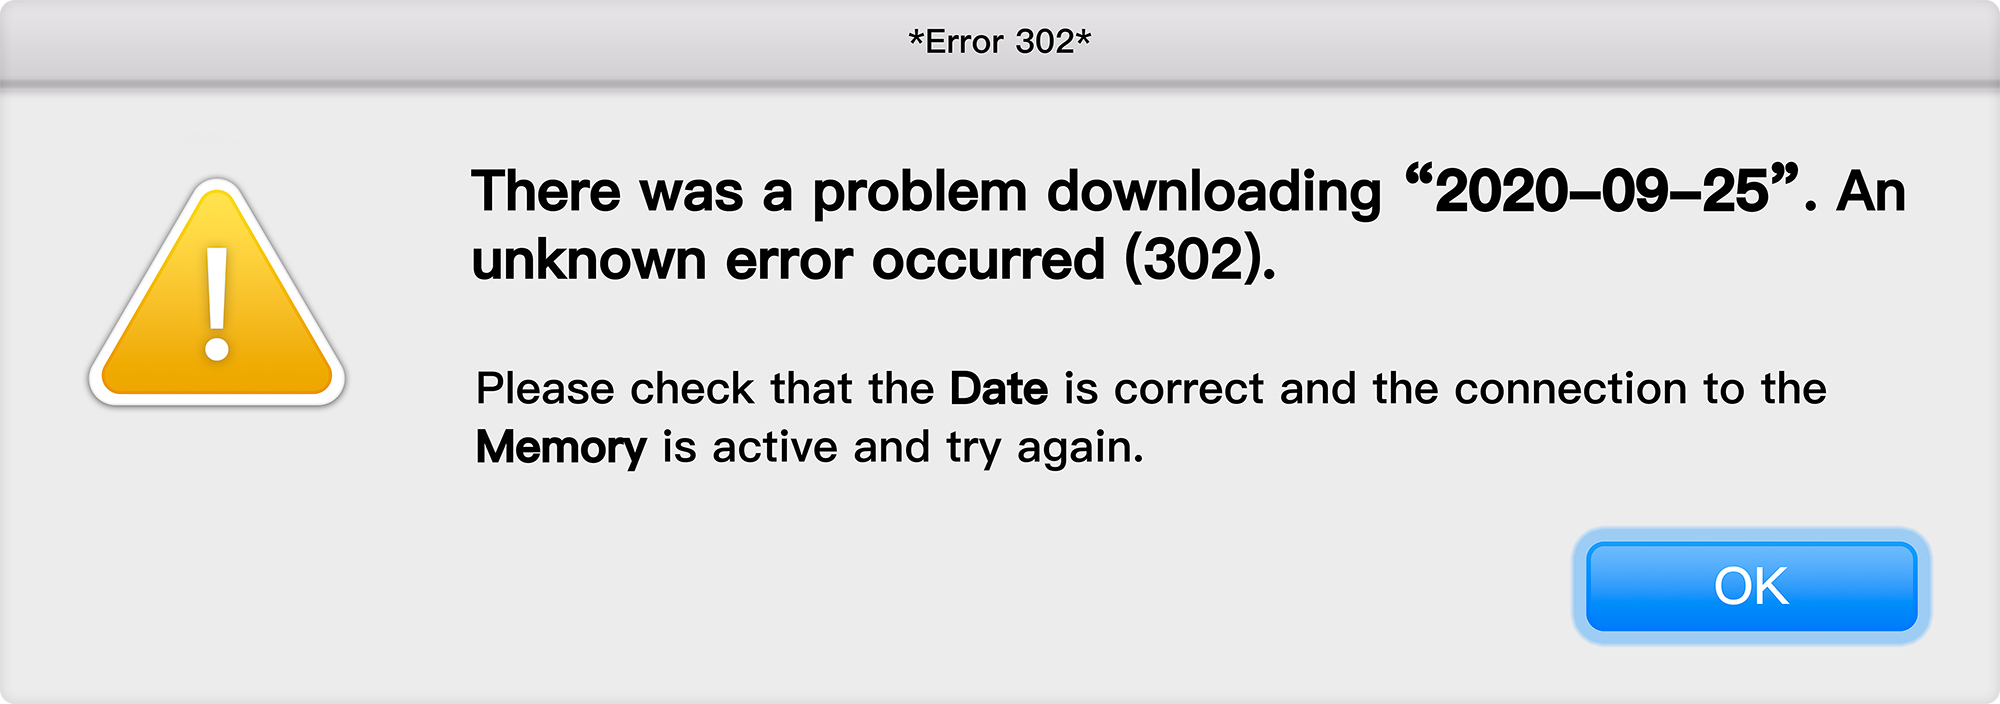 *Error 302*
There was a problem downloading “2020-09-25”. An
unknown error occurred (302).
Please check that the Date is correct and the connection to the
Memory is active and try again.
OK